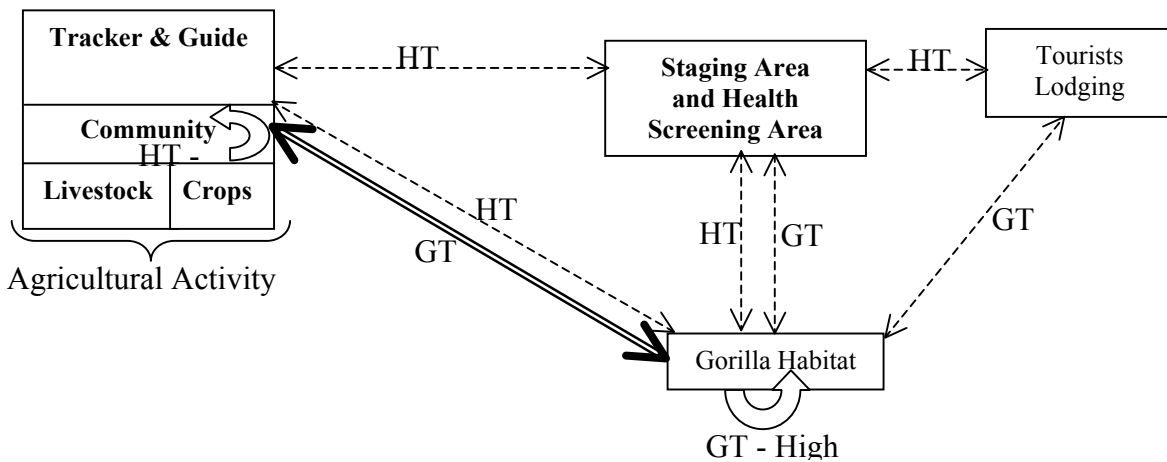 Tracker & Guide
HT
Staging Area
and Health
Screening Area
HT
Tourists
Lodging
Community
HT -
Livestock
Crops
HT
GT
HT
GT
GT
Agricultural Activity
Gorilla Habitat
GT - High